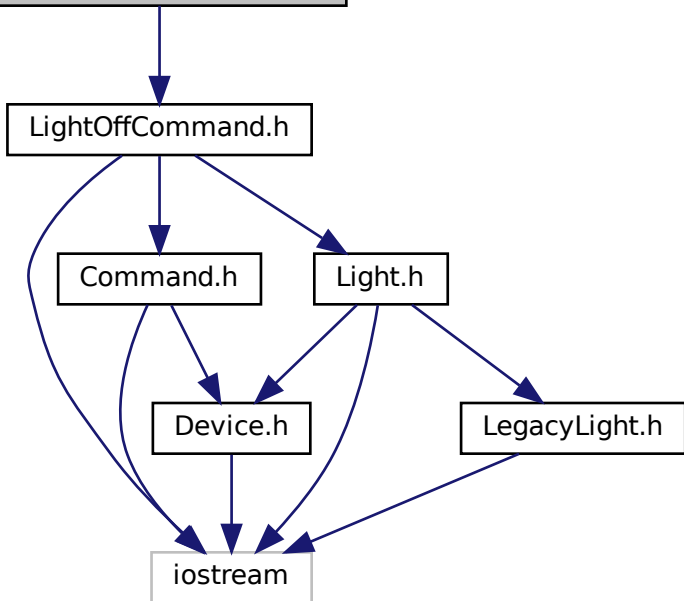 LightOffCommand.h
Command.h
Light.h
Device.h
LegacyLight.h
iostream